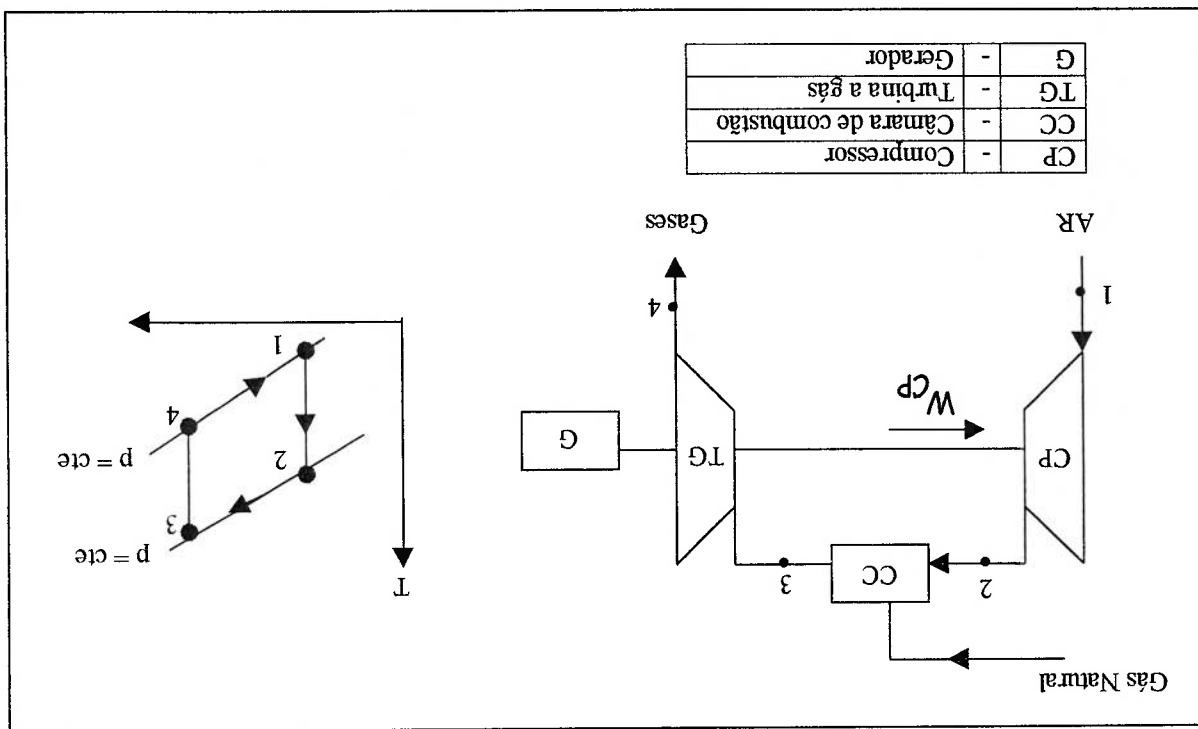 Gás Natural
T
2
CC
3
p = cte
3
2
p = cte
4
1
CP
TG
G
W_CP
1
4
AR
Gases
CP - Compressor
CC - Câmara de combustão
TG - Turbina a gás
G - Gerador